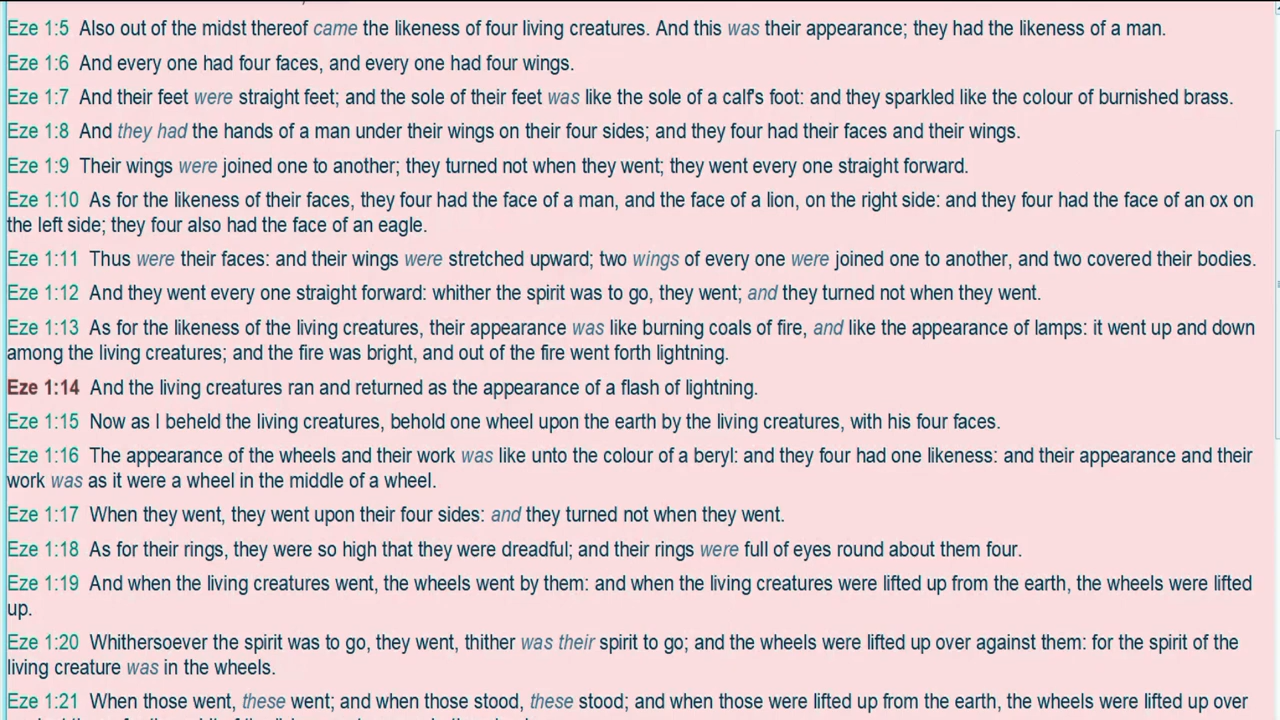 Eze 1:5 Also out of the midst thereof came the likeness of four living creatures. And this was their appearance; they had the likeness of a man.
Eze 1:6 And every one had four faces, and every one had four wings.
Eze 1:7 And their feet were straight feet; and the sole of their feet was like the sole of a calf's foot: and they sparkled like the colour of burnished brass.
Eze 1:8 And they had the hands of a man under their wings on their four sides; and they four had their faces and their wings.
Eze 1:9 Their wings were joined one to another; they turned not when they went; they went every one straight forward.
Eze 1:10 As for the likeness of their faces, they four had the face of a man, and the face of a lion, on the right side: and they four had the face of an ox on
the left side; they four also had the face of an eagle.
Eze 1:11 Thus were their faces: and their wings were stretched upward; two wings of every one were joined one to another, and two covered their bodies.
Eze 1:12 And they went every one straight forward: whither the spirit was to go, they went; and they turned not when they went.
Eze 1:13 As for the likeness of the living creatures, their appearance was like burning coals of fire, and like the appearance of lamps: it went up and down
among the living creatures; and the fire was bright, and out of the fire went forth lightning.
Eze 1:14 And the living creatures ran and returned as the appearance of a flash of lightning.
Eze 1:15 Now as I beheld the living creatures, behold one wheel upon the earth by the living creatures, with his four faces.
Eze 1:16 The appearance of the wheels and their work was like unto the colour of a beryl: and they four had one likeness: and their appearance and their
work was as it were a wheel in the middle of a wheel.
Eze 1:17 When they went, they went upon their four sides: and they turned not when they went.
Eze 1:18 As for their rings, they were so high that they were dreadful; and their rings were full of eyes round about them four.
Eze 1:19 And when the living creatures went, the wheels went by them: and when the living creatures were lifted up from the earth, the wheels were lifted
up.
Eze 1:20 Whithersoever the spirit was to go, they went, thither was their spirit to go; and the wheels were lifted up over against them: for the spirit of the
living creature was in the wheels.
Eze 1:21 When those went, these went; and when those stood, these stood; and when those were lifted up from the earth, the wheels were lifted up over